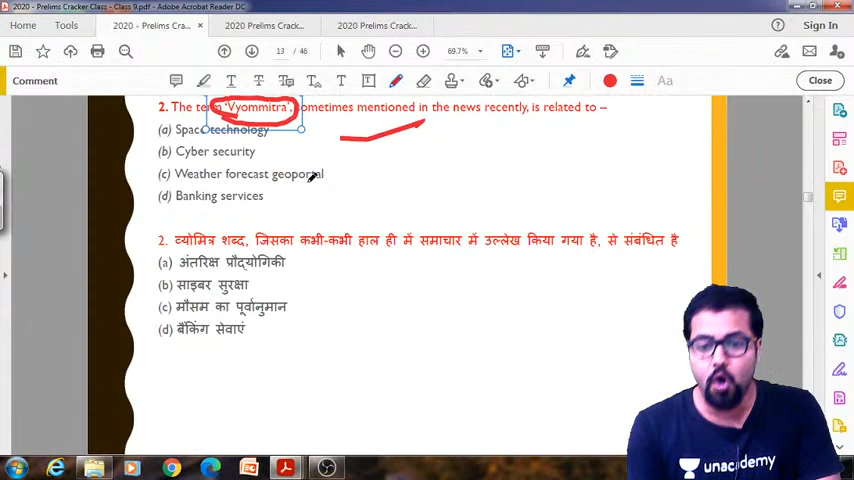 2020 - Prelims Cracker Class - Class 9.pdf - Adobe Acrobat Reader DC
Home Tools 2020 - Prelims Cra... × 2020 - Prelims Cracker... 2020 - Prelims Cracker... Sign In
13 / 46 69.7%
Comment Close
2. The term 'Vyommitra', sometimes mentioned in the news recently, is related to –
(a) Space technology
(b) Cyber security
(c) Weather forecast geoportal
(d) Banking services
2. व्योमित्र शब्द, जिसका कभी-कभी हाल ही में समाचार में उल्लेख किया गया है, से संबंधित है
(a) अंतरिक्ष प्रौद्योगिकी
(b) साइबर सुरक्षा
(c) मौसम का पूर्वानुमान
(d) बैंकिंग सेवाएं
unacademy